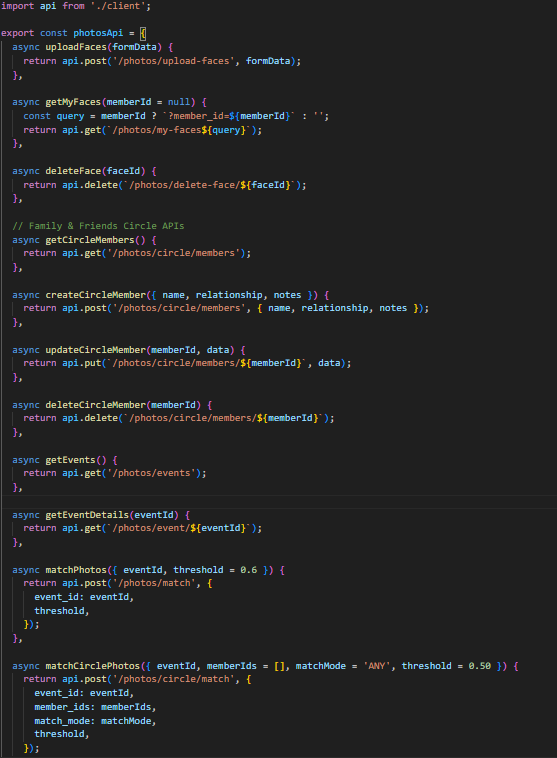 import api from './client';

export const photosApi = {
  async uploadFaces(formData) {
    return api.post('/photos/upload-faces', formData);
  },

  async getMyFaces(memberId = null) {
    const query = memberId ? `?member_id=${memberId}` : '';
    return api.get(`/photos/my-faces${query}`);
  },

  async deleteFace(faceId) {
    return api.delete(`/photos/delete-face/${faceId}`);
  },

  // Family & Friends Circle APIs
  async getCircleMembers() {
    return api.get('/photos/circle/members');
  },

  async createCircleMember({ name, relationship, notes }) {
    return api.post('/photos/circle/members', { name, relationship, notes });
  },

  async updateCircleMember(memberId, data) {
    return api.put(`/photos/circle/members/${memberId}`, data);
  },

  async deleteCircleMember(memberId) {
    return api.delete(`/photos/circle/members/${memberId}`);
  },

  async getEvents() {
    return api.get('/photos/events');
  },

  async getEventDetails(eventId) {
    return api.get(`/photos/event/${eventId}`);
  },

  async matchPhotos({ eventId, threshold = 0.6 }) {
    return api.post('/photos/match', {
      event_id: eventId,
      threshold,
    });
  },

  async matchCirclePhotos({ eventId, memberIds = [], matchMode = 'ANY', threshold = 0.50 }) {
    return api.post('/photos/circle/match', {
      event_id: eventId,
      member_ids: memberIds,
      match_mode: matchMode,
      threshold,
    });